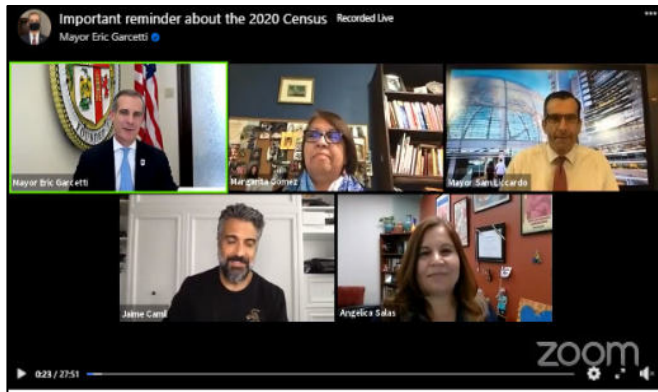 Important reminder about the 2020 Census Recorded Live
Mayor Eric Garcetti
Mayor Eric Garcetti
Margarita Gomez
Mayor Sam Liccardo
Jaime Camil
Angelica Salas
zoom
0:23 / 27:51